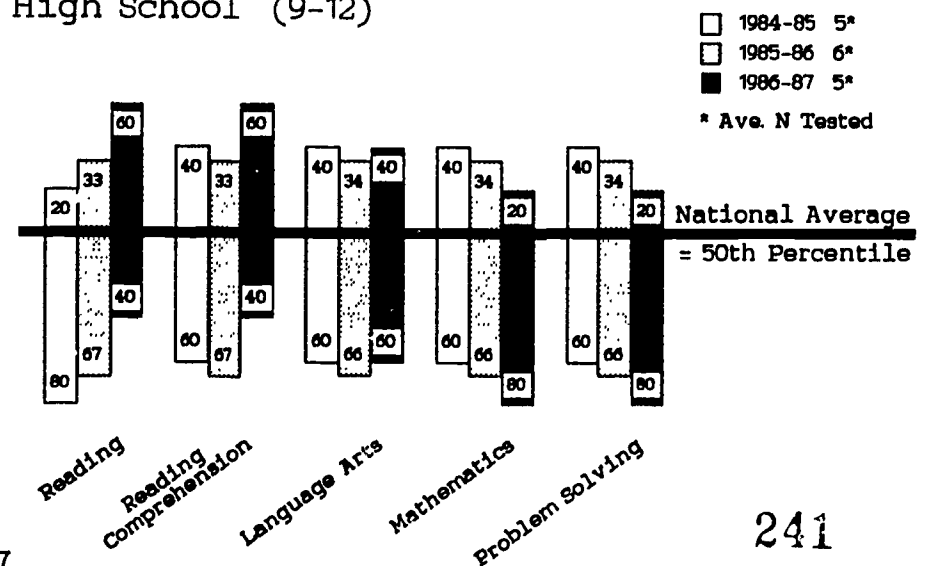 High School (9-12)
1984-85 5*
1985-86 6*
1986-87 5*
* Ave. N Tested
60 60
40 40 40 40 40
33 33 34 34 34
20 20 20
National Average
= 50th Percentile
40 40
60 60 60 60 60
67 67 66 66 66
80 80 80
Reading
Reading
Comprehension
Language Arts
Mathematics
Problem Solving
241
7